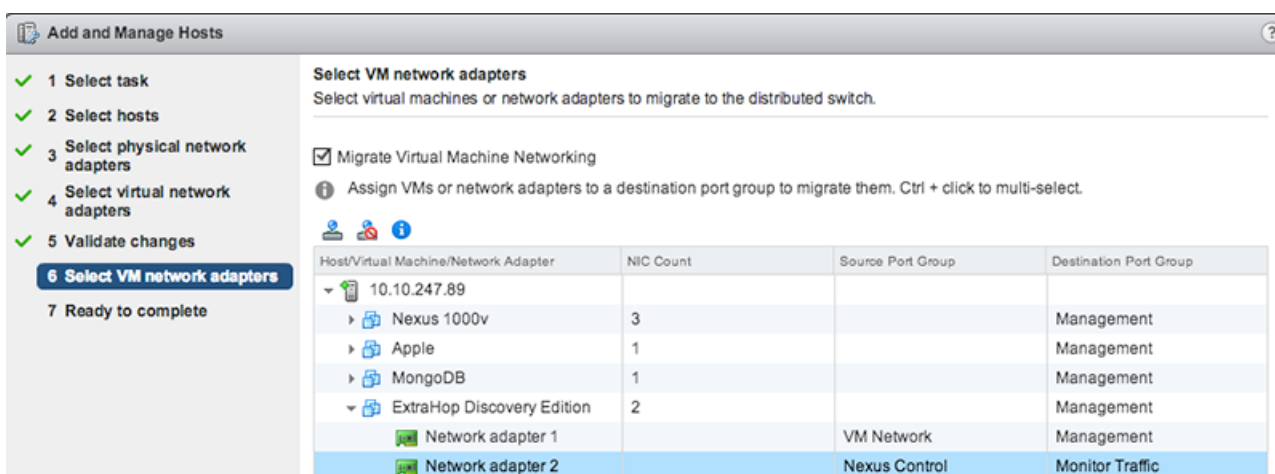 Add and Manage Hosts
?
1 Select task
2 Select hosts
3 Select physical network
adapters
4 Select virtual network
adapters
5 Validate changes
6 Select VM network adapters
7 Ready to complete
Select VM network adapters
Select virtual machines or network adapters to migrate to the distributed switch.
Migrate Virtual Machine Networking
Assign VMs or network adapters to a destination port group to migrate them. Ctrl + click to multi-select.
Host/Virtual Machine/Network Adapter NIC Count Source Port Group Destination Port Group
10.10.247.89
Nexus 1000v 3 Management
Apple 1 Management
MongoDB 1 Management
ExtraHop Discovery Edition 2 Management
Network adapter 1 VM Network Management
Network adapter 2 Nexus Control Monitor Traffic